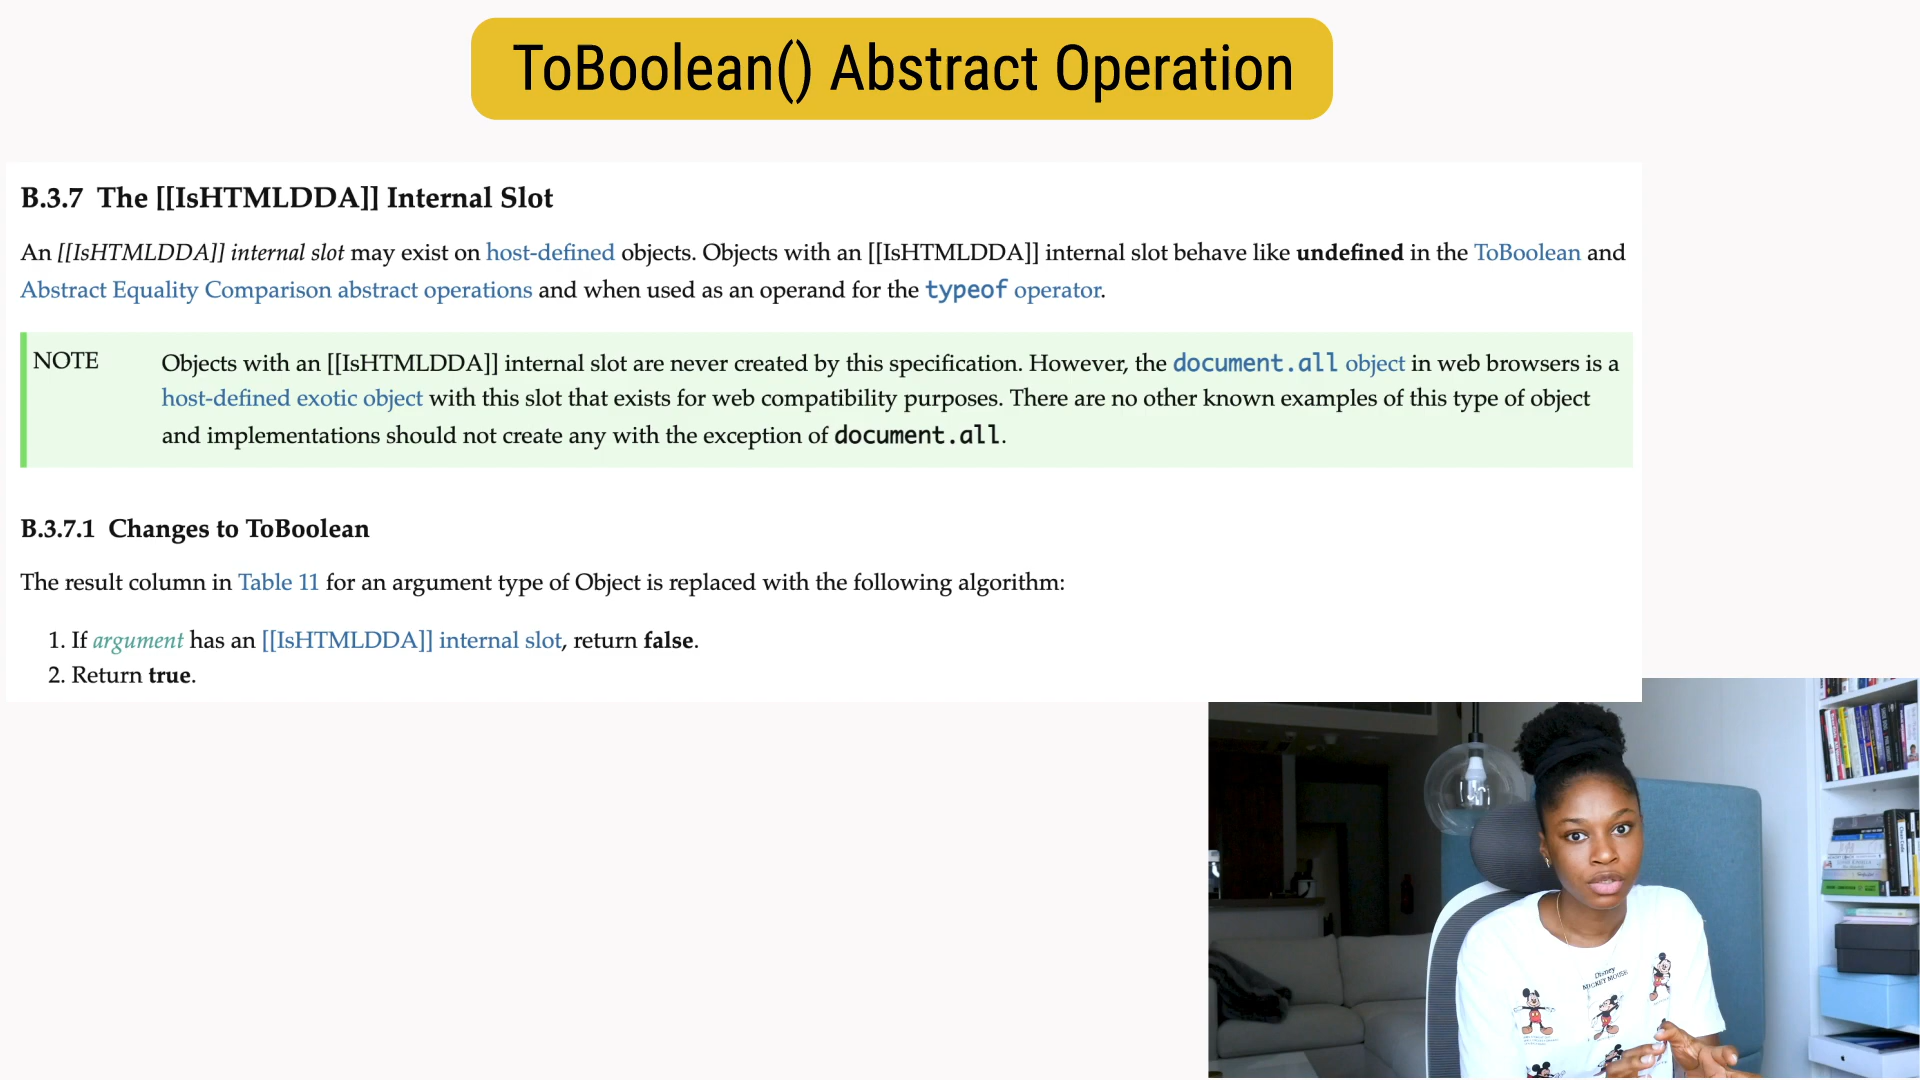 ToBoolean() Abstract Operation
B.3.7 The [[IsHTMLDDA]] Internal Slot
An [[IsHTMLDDA]] internal slot may exist on host-defined objects. Objects with an [[IsHTMLDDA]] internal slot behave like undefined in the ToBoolean and
Abstract Equality Comparison abstract operations and when used as an operand for the typeof operator.
NOTE Objects with an [[IsHTMLDDA]] internal slot are never created by this specification. However, the document.all object in web browsers is a
host-defined exotic object with this slot that exists for web compatibility purposes. There are no other known examples of this type of object
and implementations should not create any with the exception of document.all.
B.3.7.1 Changes to ToBoolean
The result column in Table 11 for an argument type of Object is replaced with the following algorithm:
1. If argument has an [[IsHTMLDDA]] internal slot, return false.
2. Return true.
Disney
MICKEY MOUSE